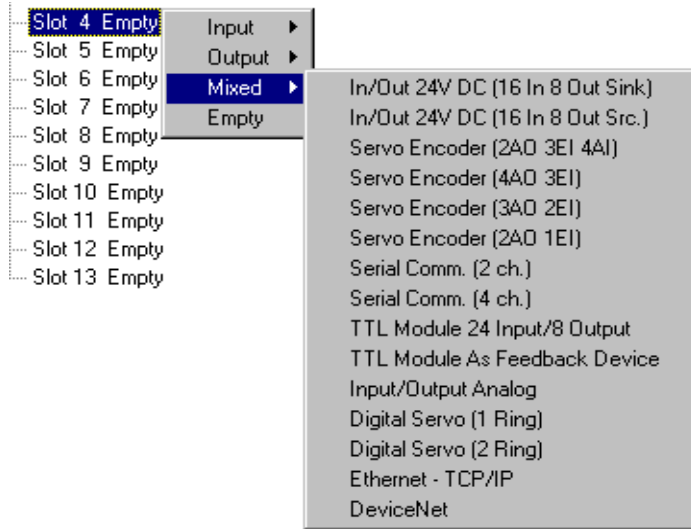 Slot 4 Empty
Slot 5 Empty
Slot 6 Empty
Slot 7 Empty
Slot 8 Empty
Slot 9 Empty
Slot 10 Empty
Slot 11 Empty
Slot 12 Empty
Slot 13 Empty
Input
Output
Mixed
Empty
In/Out 24V DC (16 In 8 Out Sink)
In/Out 24V DC (16 In 8 Out Src.)
Servo Encoder (2AO 3EI 4AI)
Servo Encoder (4AO 3EI)
Servo Encoder (3AO 2EI)
Servo Encoder (2AO 1EI)
Serial Comm. (2 ch.)
Serial Comm. (4 ch.)
TTL Module 24 Input/8 Output
TTL Module As Feedback Device
Input/Output Analog
Digital Servo (1 Ring)
Digital Servo (2 Ring)
Ethernet - TCP/IP
DeviceNet